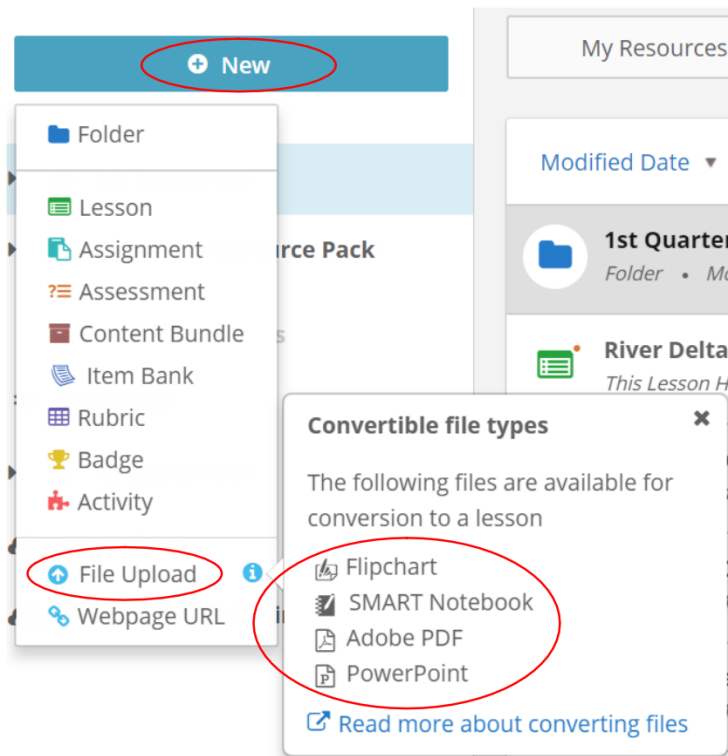 New
My Resources
Folder
Modified Date
Lesson
Assignment
rce Pack
1st Quarter
Folder •
Assessment
Content Bundle
s
Item Bank
River Delta
This Lesson H
Rubric
Convertible file types
Badge
The following files are available for
Activity
conversion to a lesson
Flipchart
File Upload
SMART Notebook
Webpage URL
Adobe PDF
PowerPoint
Read more about converting files